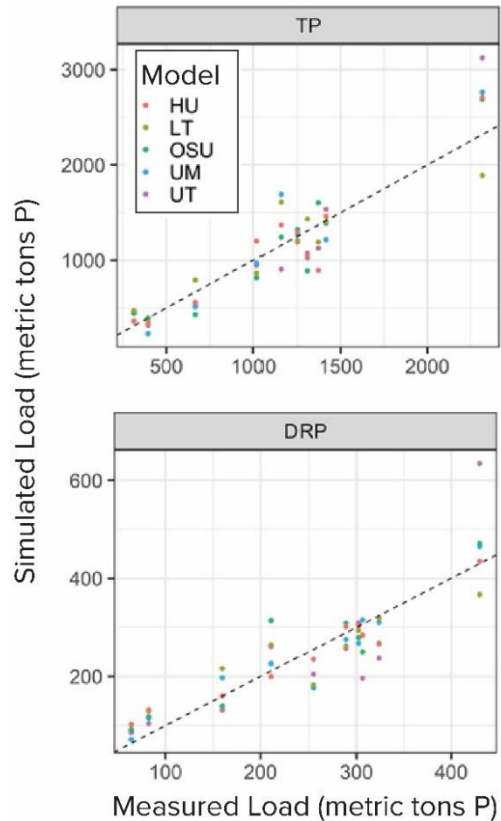 TP
Simulated Load (metric tons P)
3000
2000
1000
Model
HU
LT
OSU
UM
UT
500
1000
1500
2000
DRP
600
400
200
100
200
300
400
Measured Load (metric tons P)